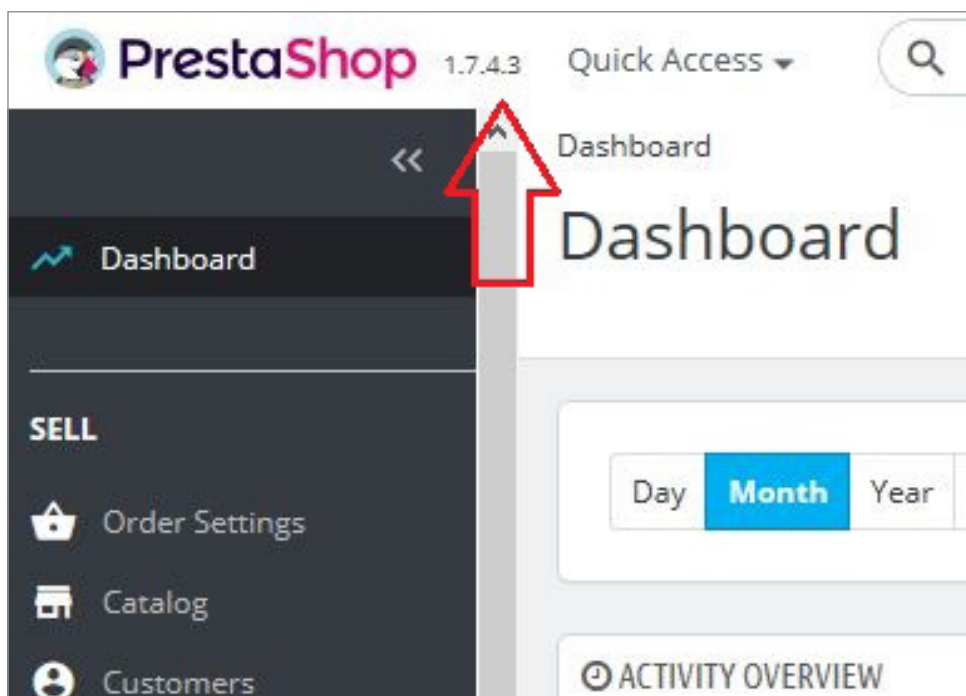 PrestaShop 1.7.4.3 Quick Access
Dashboard
Dashboard
Dashboard
SELL
Order Settings
Catalog
Customers
Day Month Year
ACTIVITY OVERVIEW